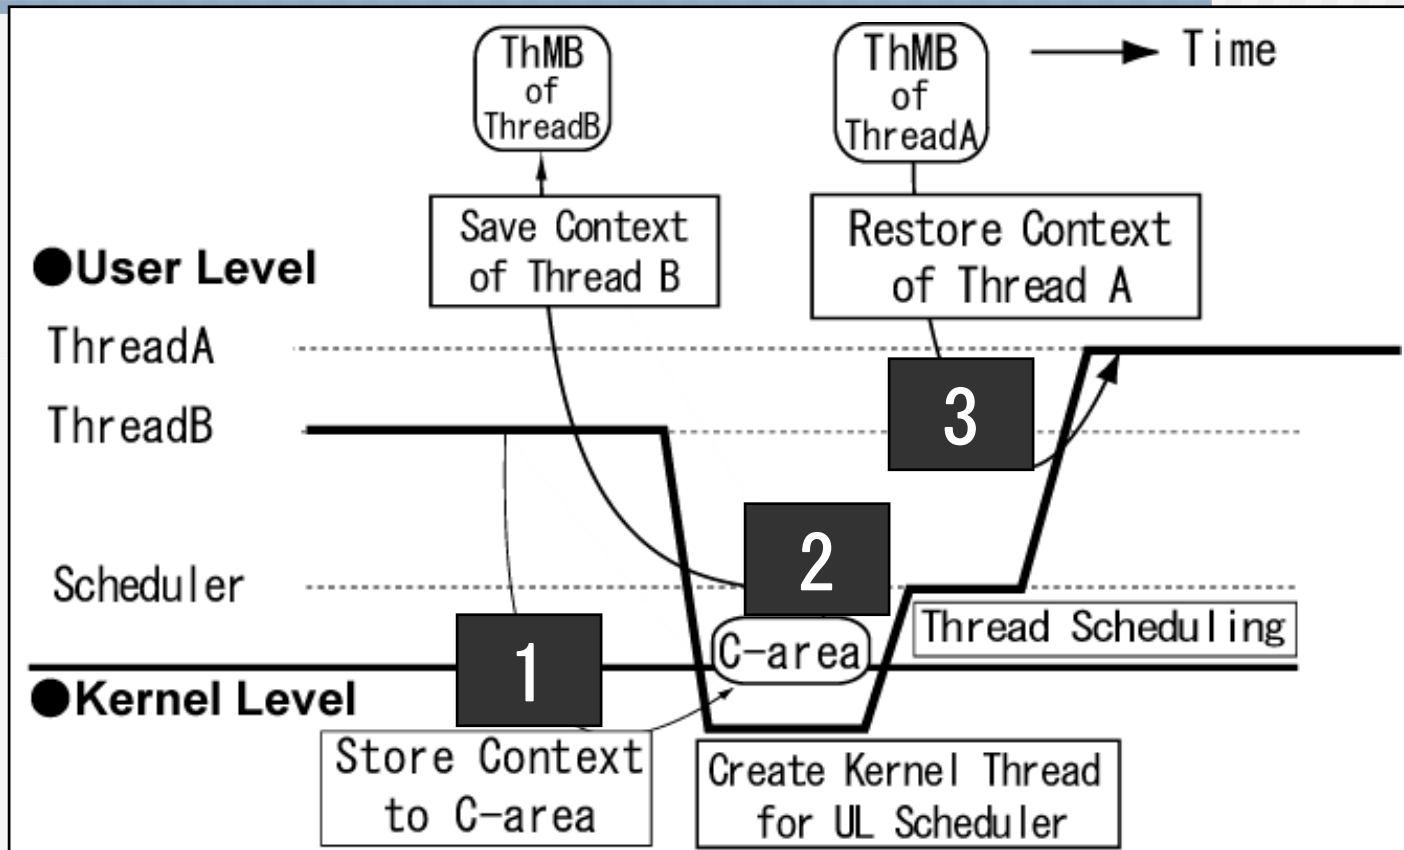 ThMB
of
ThreadB
ThMB
of
ThreadA
Time
Save Context
of Thread B
Restore Context
of Thread A
●User Level
ThreadA
ThreadB
3
2
Scheduler
Thread Scheduling
1
C-area
●Kernel Level
Store Context
to C-area
Create Kernel Thread
for UL Scheduler